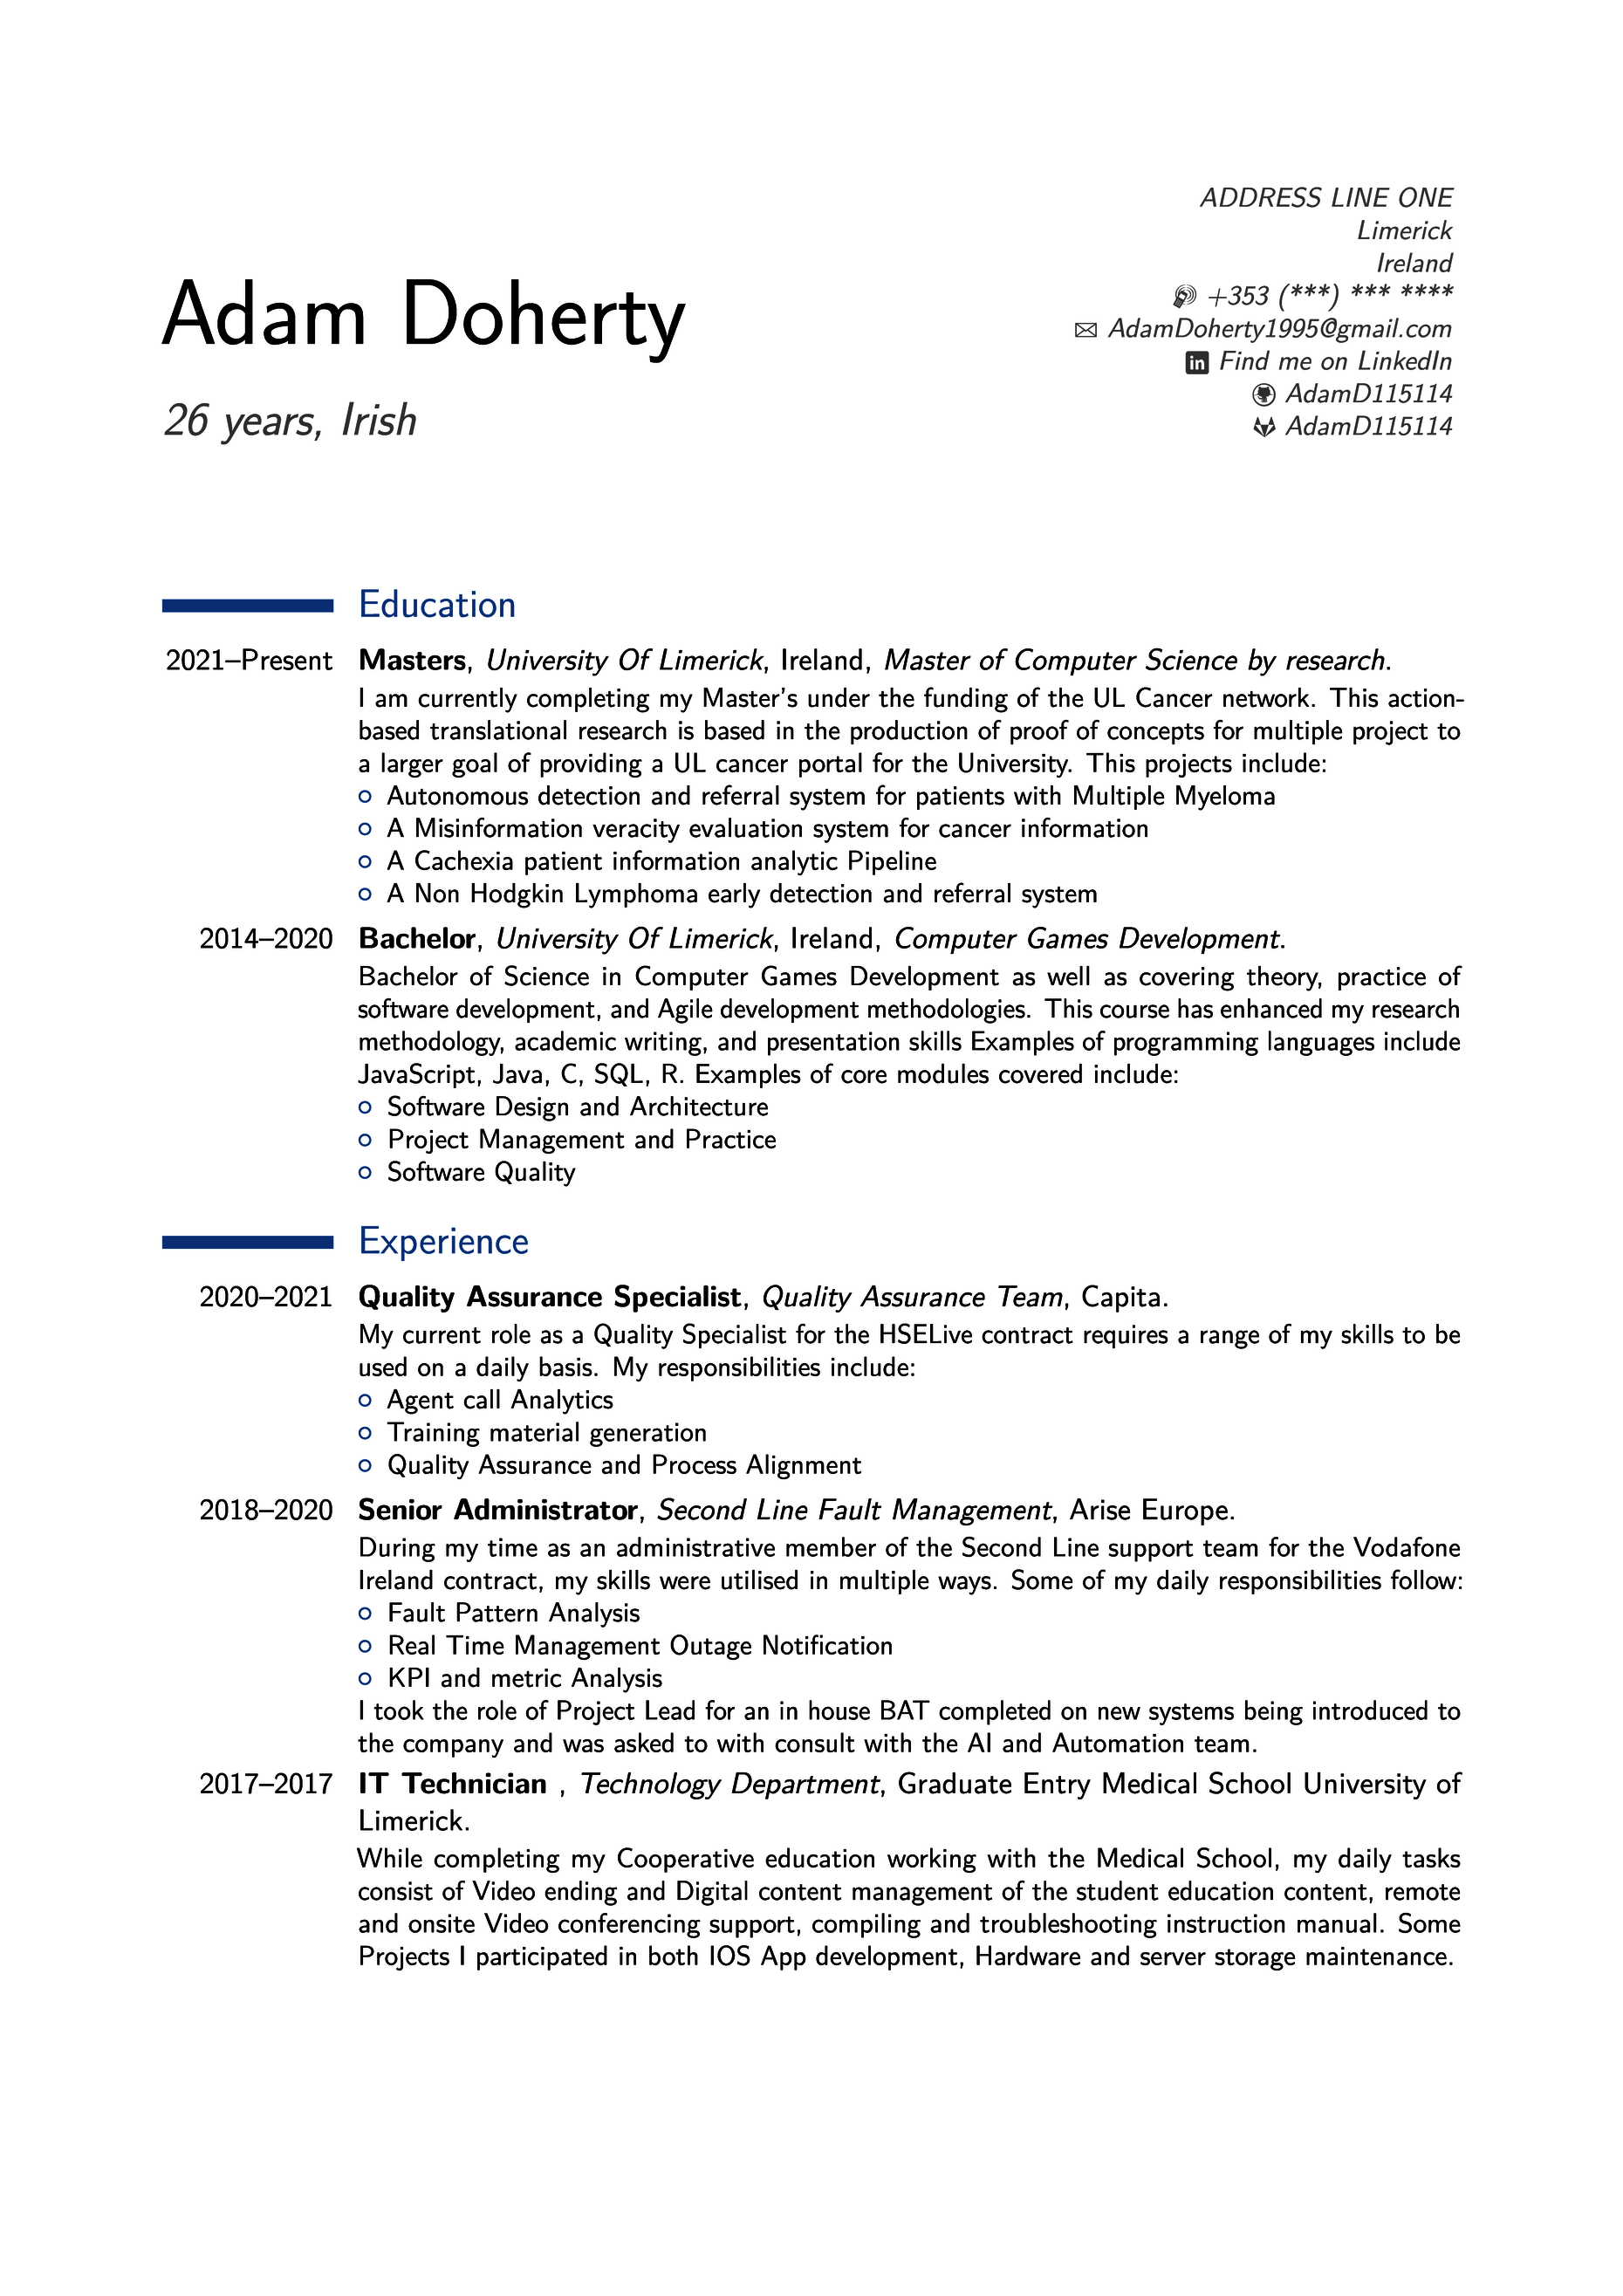 Adam Doherty
26 years, Irish
ADDRESS LINE ONE
Limerick
Ireland
+353 (***) *** ****
AdamDoherty1995@gmail.com
Find me on LinkedIn
AdamD115114
AdamD115114
Education
2021–Present Masters, University Of Limerick, Ireland, Master of Computer Science by research.
I am currently completing my Master's under the funding of the UL Cancer network. This action-
based translational research is based in the production of proof of concepts for multiple project to
a larger goal of providing a UL cancer portal for the University. This projects include:
Autonomous detection and referral system for patients with Multiple Myeloma
A Misinformation veracity evaluation system for cancer information
A Cachexia patient information analytic Pipeline
A Non Hodgkin Lymphoma early detection and referral system
2014–2020 Bachelor, University Of Limerick, Ireland, Computer Games Development.
Bachelor of Science in Computer Games Development as well as covering theory, practice of
software development, and Agile development methodologies. This course has enhanced my research
methodology, academic writing, and presentation skills Examples of programming languages include
JavaScript, Java, C, SQL, R. Examples of core modules covered include:
Software Design and Architecture
Project Management and Practice
Software Quality
Experience
2020–2021 Quality Assurance Specialist, Quality Assurance Team, Capita.
My current role as a Quality Specialist for the HSELive contract requires a range of my skills to be
used on a daily basis. My responsibilities include:
Agent call Analytics
Training material generation
Quality Assurance and Process Alignment
2018–2020 Senior Administrator, Second Line Fault Management, Arise Europe.
During my time as an administrative member of the Second Line support team for the Vodafone
Ireland contract, my skills were utilised in multiple ways. Some of my daily responsibilities follow:
Fault Pattern Analysis
Real Time Management Outage Notification
KPI and metric Analysis
I took the role of Project Lead for an in house BAT completed on new systems being introduced to
the company and was asked to with consult with the AI and Automation team.
2017–2017 IT Technician , Technology Department, Graduate Entry Medical School University of
Limerick.
While completing my Cooperative education working with the Medical School, my daily tasks
consist of Video ending and Digital content management of the student education content, remote
and onsite Video conferencing support, compiling and troubleshooting instruction manual. Some
Projects I participated in both IOS App development, Hardware and server storage maintenance.